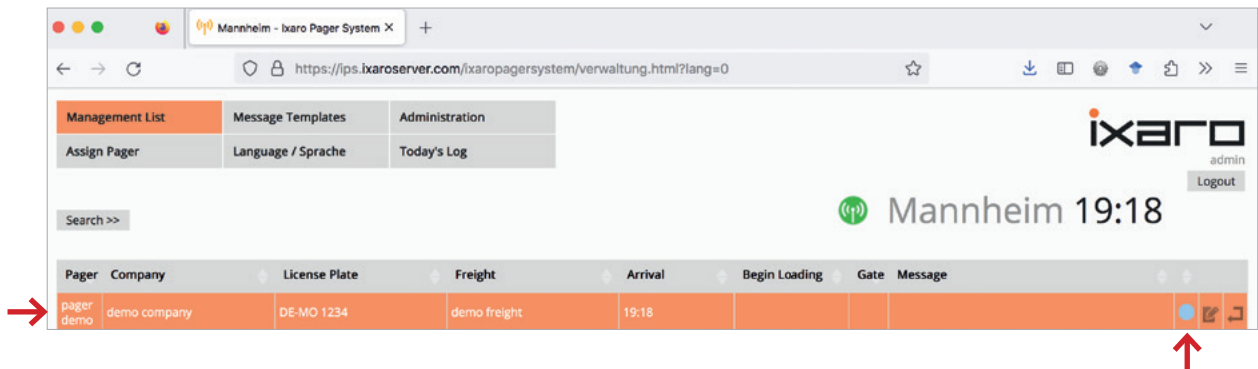 Mannheim - Ixaro Pager System
https://ips.ixaroserver.com/ixaropagersystem/verwaltung.html?lang=0
Management List Message Templates Administration
Assign Pager Language / Sprache Today's Log
ixaro
admin
Logout
Search >>
Mannheim 19:18
Pager Company License Plate Freight Arrival Begin Loading Gate Message
pager demo demo company DE-MO 1234 demo freight 19:18